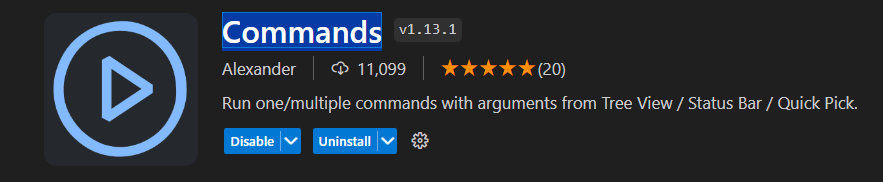 Commands v1.13.1
Alexander 11,099 (20)
Run one/multiple commands with arguments from Tree View / Status Bar / Quick Pick.
Disable Uninstall